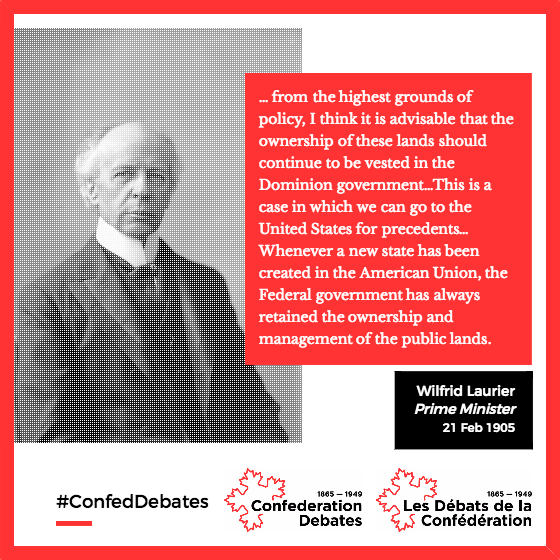 ... from the highest grounds of
policy, I think it is advisable that the
ownership of these lands should
continue to be vested in the
Dominion government...This is a
case in which we can go to the
United States for precedents...
Whenever a new state has been
created in the American Union, the
Federal government has always
retained the ownership and
management of the public lands.
Wilfrid Laurier
Prime Minister
21 Feb 1905
#ConfedDebates
1865 — 1949
Confederation
Debates
1865 — 1949
Les Débats de la
Confédération